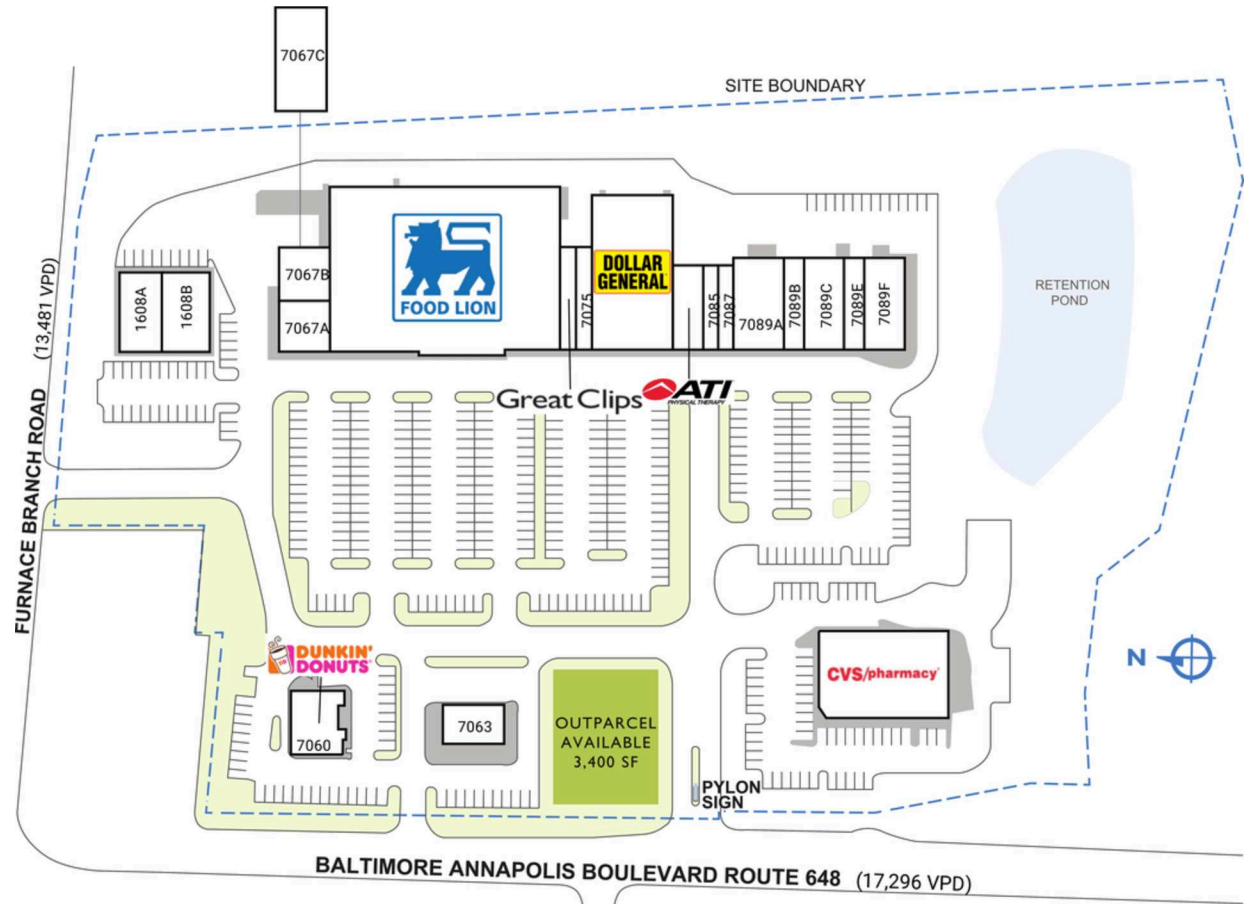 7067C
SITE BOUNDARY
FOOD LION
DOLLAR
GENERAL
7067B
7067A
7075
7085
7087
7089A
7089B
7089C
7089E
7089F
1608A
1608B
RETENTION
POND
(13,481 VPD)
FURNACE BRANCH ROAD
Great Clips
ATI
PHYSICAL THERAPY
DUNKIN'
DONUTS
DD
7060
7063
OUTPARCEL
AVAILABLE
3,400 SF
CVS/pharmacy
N
PYLON
SIGN
BALTIMORE ANNAPOLIS BOULEVARD ROUTE 648 (17,296 VPD)